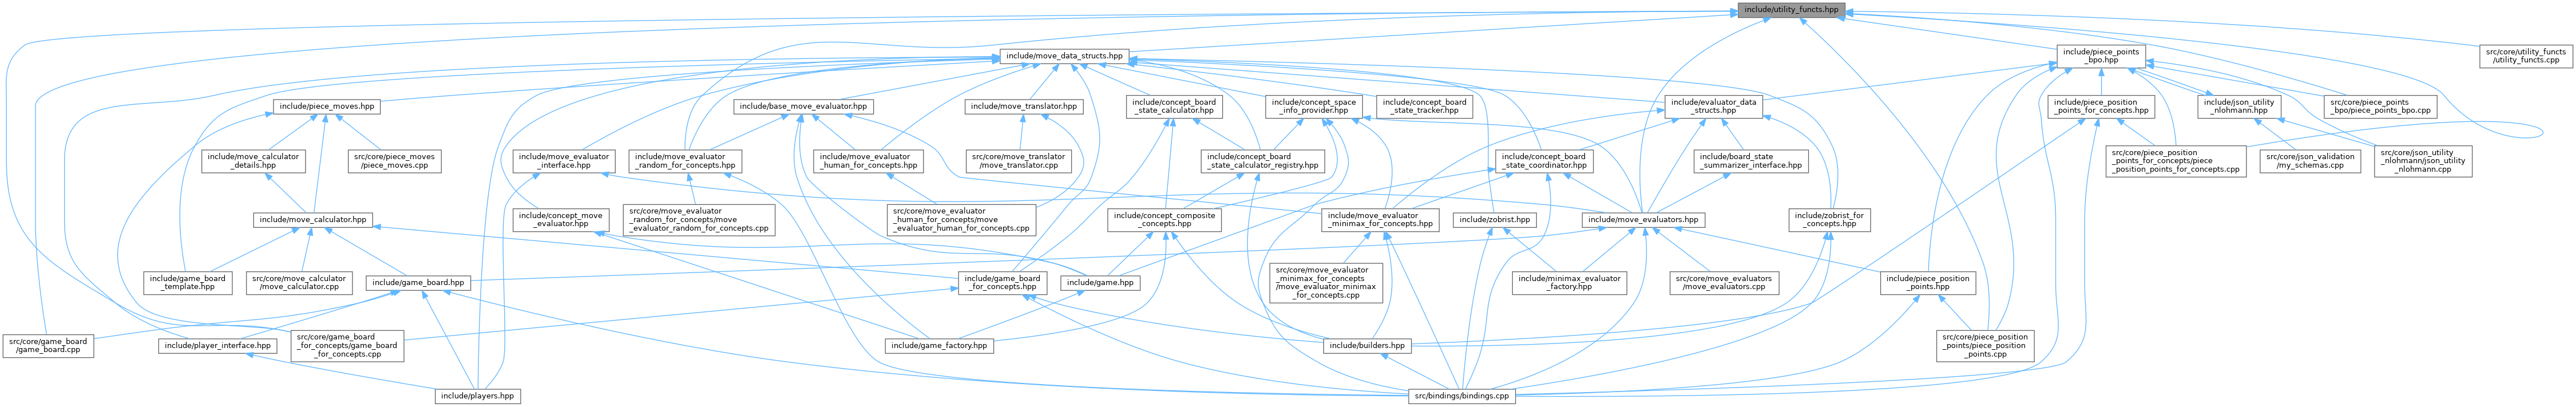 include/utility_functs.hpp
include/move_data_structs.hpp
include/piece_points
_bpo.hpp
src/core/utility_functs
/utility_functs.cpp
include/piece_moves.hpp
include/base_move_evaluator.hpp
include/move_translator.hpp
include/concept_board
_state_calculator.hpp
include/concept_space
_info_provider.hpp
include/concept_board
_state_tracker.hpp
include/evaluator_data
_structs.hpp
include/piece_position
_points_for_concepts.hpp
include/json_utility
_nlohmann.hpp
src/core/piece_points
_bpo/piece_points_bpo.cpp
include/move_calculator
_details.hpp
src/core/piece_moves
/piece_moves.cpp
include/move_evaluator
_interface.hpp
include/move_evaluator
_random_for_concepts.hpp
include/move_evaluator
_human_for_concepts.hpp
src/core/move_translator
/move_translator.cpp
include/concept_board
_state_calculator_registry.hpp
include/concept_board
_state_coordinator.hpp
include/board_state
_summarizer_interface.hpp
src/core/piece_position
_points_for_concepts/piece
_position_points_for_concepts.cpp
src/core/json_validation
/my_schemas.cpp
src/core/json_utility
_nlohmann/json_utility
_nlohmann.cpp
include/move_calculator.hpp
include/concept_move
_evaluator.hpp
src/core/move_evaluator
_random_for_concepts/move
_evaluator_random_for_concepts.cpp
src/core/move_evaluator
_human_for_concepts/move
_evaluator_human_for_concepts.cpp
include/concept_composite
_concepts.hpp
include/move_evaluator
_minimax_for_concepts.hpp
include/zobrist.hpp
include/move_evaluators.hpp
include/zobrist_for
_concepts.hpp
include/game_board
_template.hpp
src/core/move_calculator
/move_calculator.cpp
include/game_board.hpp
include/game_board
_for_concepts.hpp
include/game.hpp
src/core/move_evaluator
_minimax_for_concepts
/move_evaluator_minimax
_for_concepts.cpp
include/minimax_evaluator
_factory.hpp
src/core/move_evaluators
/move_evaluators.cpp
include/piece_position
_points.hpp
src/core/game_board
/game_board.cpp
include/player_interface.hpp
src/core/game_board
_for_concepts/game_board
_for_concepts.cpp
include/game_factory.hpp
include/builders.hpp
src/core/piece_position
_points/piece_position
_points.cpp
include/players.hpp
src/bindings/bindings.cpp